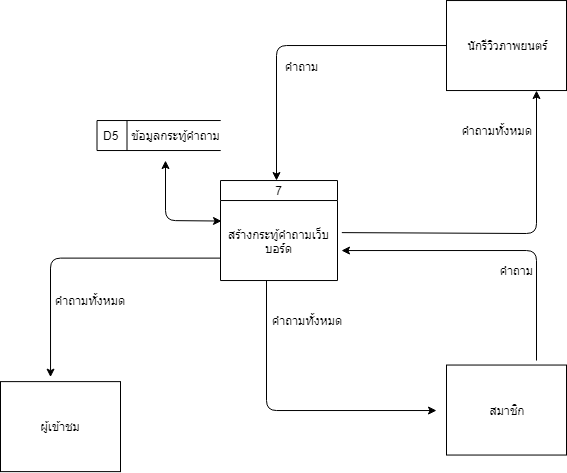 นักรีวิวภาพยนตร์
คำถาม
D5 ข้อมูลกระทู้คำถาม
คำถามทั้งหมด
7
สร้างกระทู้คำถามเว็บ
บอร์ด
คำถาม
คำถามทั้งหมด
คำถามทั้งหมด
สมาชิก
ผู้เข้าชม